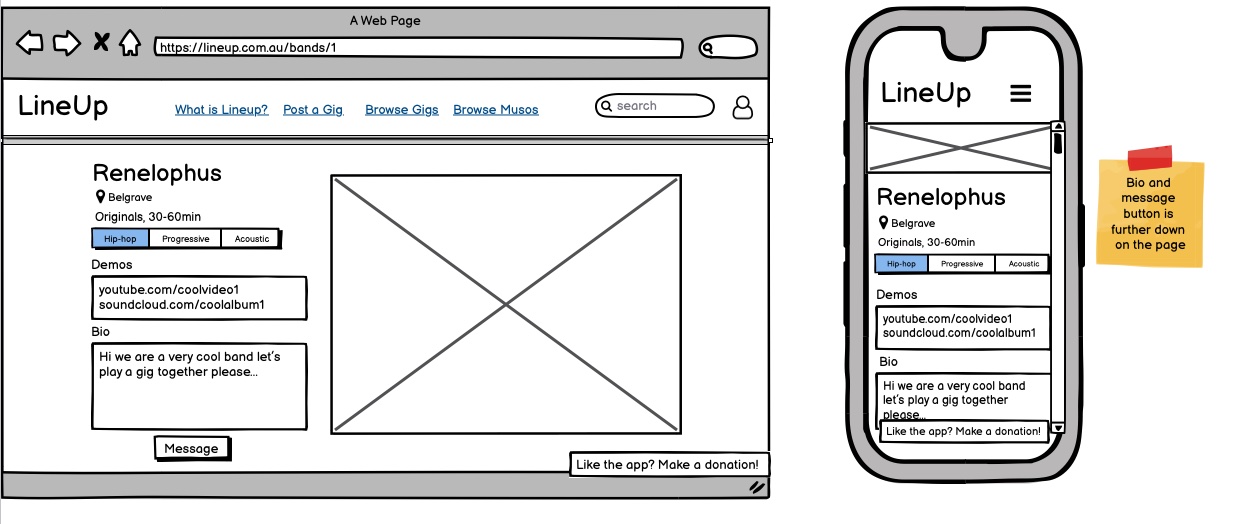 A Web Page
https://lineup.com.au/bands/1
LineUp
What is Lineup?
Post a Gig
Browse Gigs
Browse Musos
search
Renelophus
Belgrave
Originals, 30-60min
Hip-hop
Progressive
Acoustic
Demos
youtube.com/coolvideo1
soundcloud.com/coolalbum1
Bio
Hi we are a very cool band let's
play a gig together please...
Message
Like the app? Make a donation!
LineUp
Renelophus
Belgrave
Originals, 30-60min
Hip-hop
Progressive
Acoustic
Demos
youtube.com/coolvideo1
soundcloud.com/coolalbum1
Bio
Hi we are a very cool band
let's play a gig together
please...
Like the app? Make a donation!
Bio and
message
button is
further down
on the page